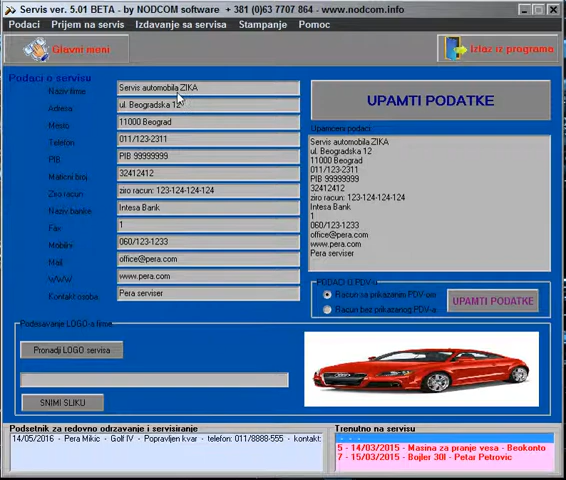 Servis ver. 5.01 BETA - by NODCOM software + 381 (0)63 7707 864 - www.nodcom.info
Podaci Prijem na servis Izdavanje sa servisa Stampanje Pomoc
Glavni meni
Izlaz iz programa
Podaci o servisu
Naziv firme Servis automobila ZIKA
Adresa ul. Beogradska 12
Mesto 11000 Beograd
Telefon 011/123-2311
PIB PIB 99999999
Maticni broj 32412412
Ziro racun ziro racun: 123-124-124-124
Naziv banke Intesa Bank
Fax 1
Mobilni 060/123-1233
Mail office@pera.com
WWW www.pera.com
Kontakt osoba Pera serviser
UPAMTI PODATKE
Upamceni podaci
Servis automobila ZIKA
ul. Beogradska 12
11000 Beograd
011/123-2311
PIB 99999999
32412412
ziro racun: 123-124-124-124
Intesa Bank
1
060/123-1233
office@pera.com
www.pera.com
Pera serviser
PODACI O PDV-u
Racun sa prikazanim PDV-om
Racun bez prikazanog PDV-a
UPAMTI PODATKE
Podesavanje LOGO-a firme
Pronadji LOGO servisa
SNIMI SLIKU
Podsetnik za redovno odrzavanje i servisiranje
14/05/2016 - Pera Mikic - Golf IV - Popravljen kvar - telefon: 011/8888-555 - kontakt:
Trenutno na servisu
- - -
5 - 14/03/2015 - Masina za pranje vesa - Beokonto
7 - 15/03/2015 - Bojler 30l - Petar Petrovic